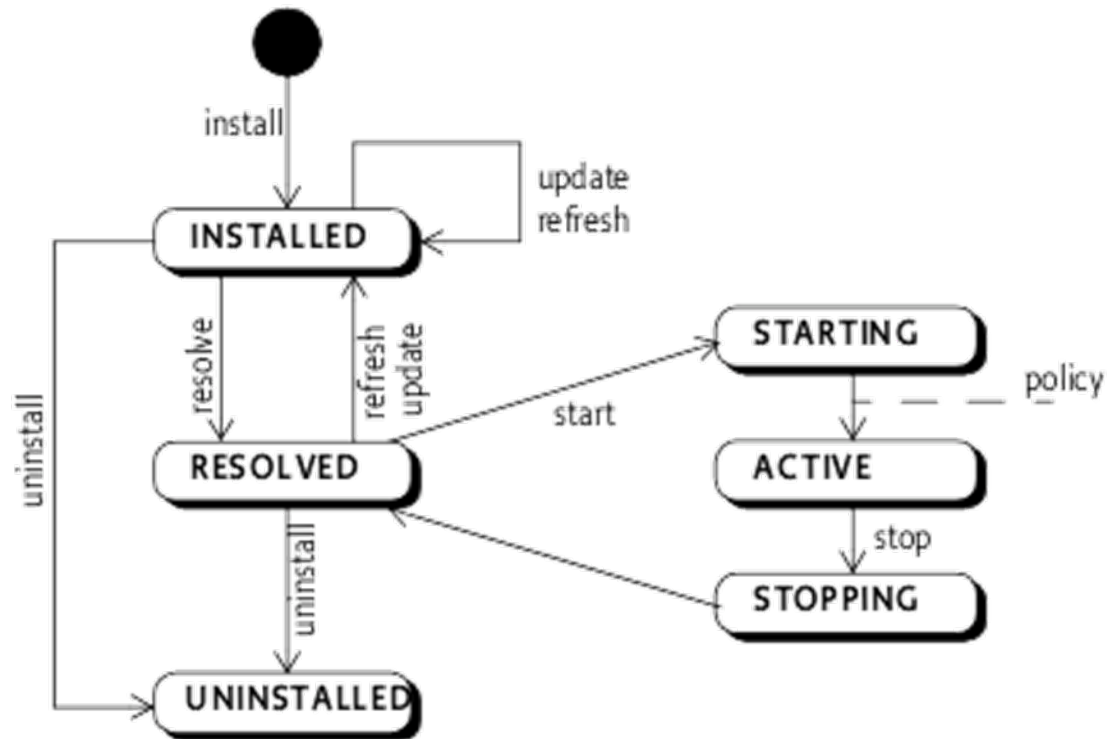 install
update
refresh
INSTALLED
resolve
refresh
update
STARTING
policy
start
uninstall
RESOLVED
ACTIVE
uninstall
stop
STOPPING
UNINSTALLED